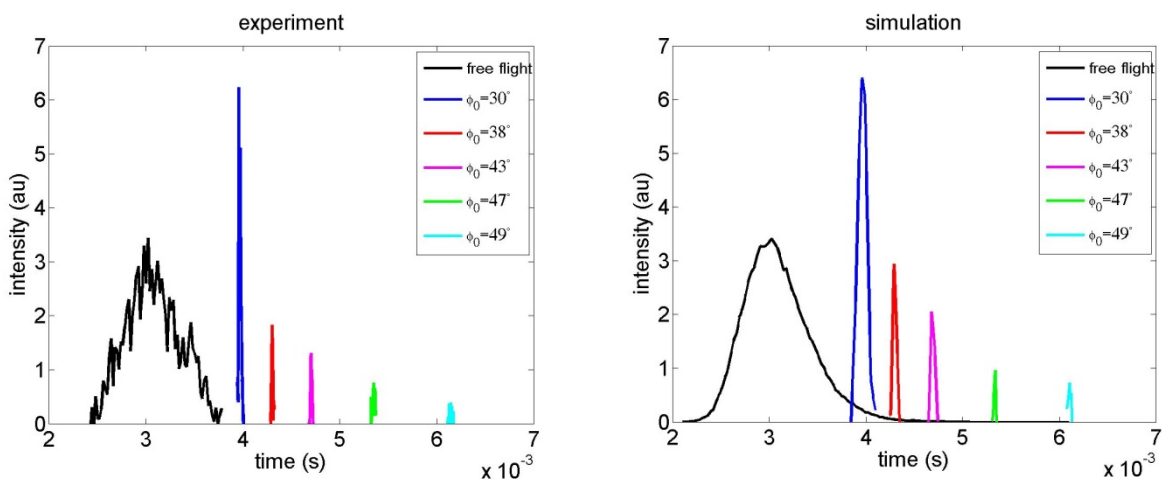 experiment
7
6
5
4
3
2
1
0
intensity (au)
2
3
4
5
6
7
time (s)
x 10⁻³
free flight
ϕ₀=30°
ϕ₀=38°
ϕ₀=43°
ϕ₀=47°
ϕ₀=49°
simulation
7
6
5
4
3
2
1
0
intensity (au)
2
3
4
5
6
7
time (s)
x 10⁻³
free flight
ϕ₀=30°
ϕ₀=38°
ϕ₀=43°
ϕ₀=47°
ϕ₀=49°